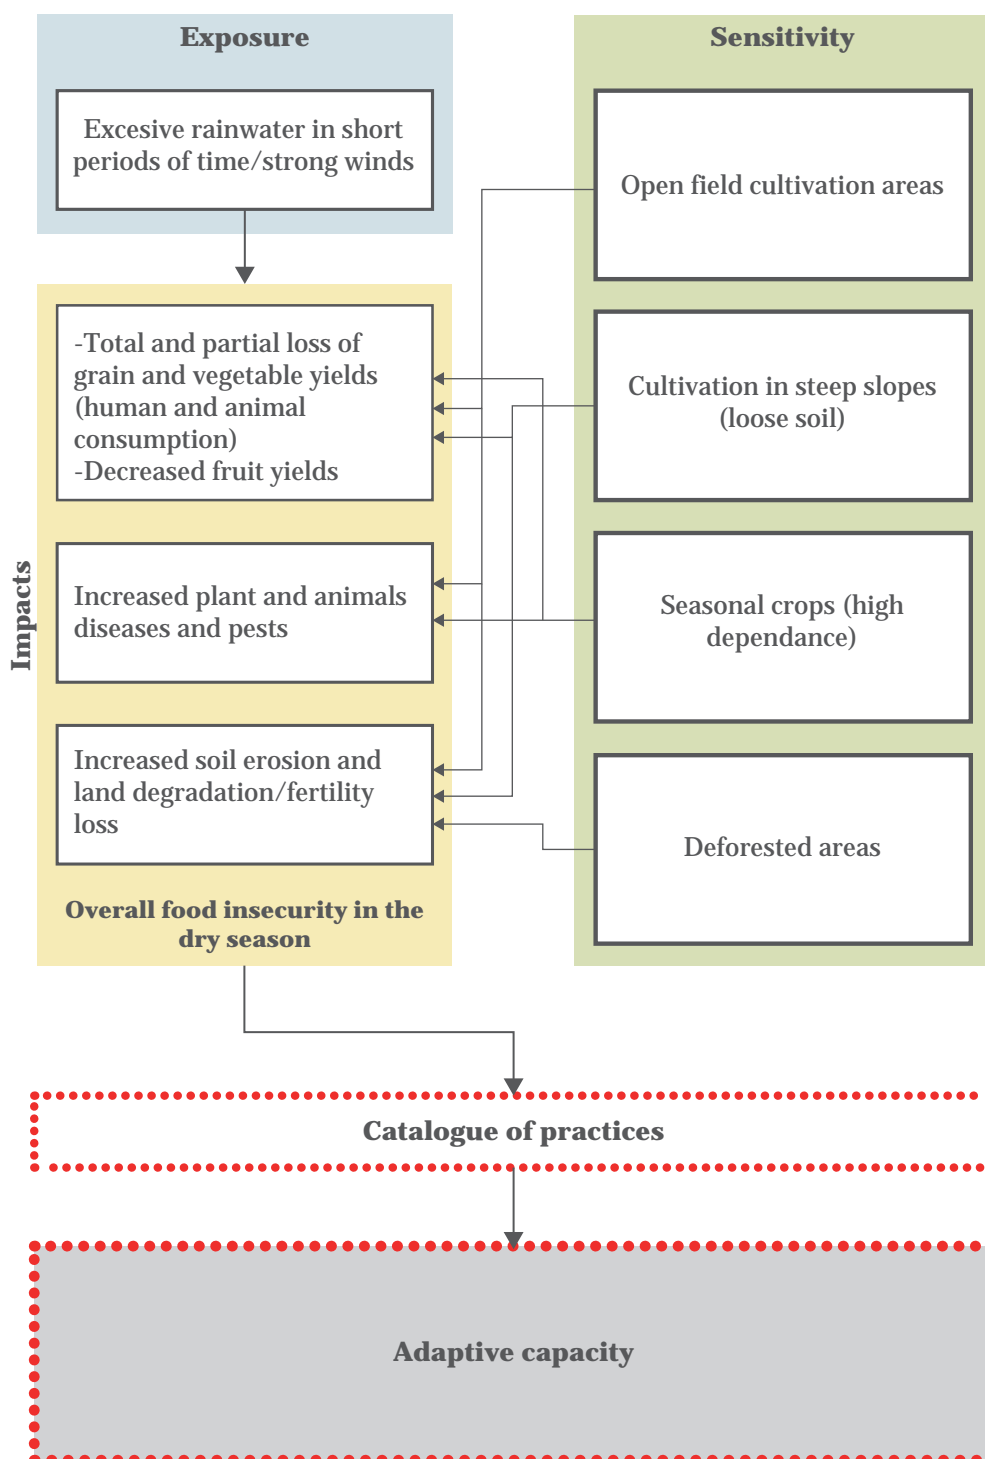 Exposure
Excesive rainwater in short
periods of time/strong winds
Impacts
-Total and partial loss of
grain and vegetable yields
(human and animal
consumption)
-Decreased fruit yields
Increased plant and animals
diseases and pests
Increased soil erosion and
land degradation/fertility
loss
Overall food insecurity in the
dry season
Sensitivity
Open field cultivation areas
Cultivation in steep slopes
(loose soil)
Seasonal crops (high
dependance)
Deforested areas
Catalogue of practices
Adaptive capacity